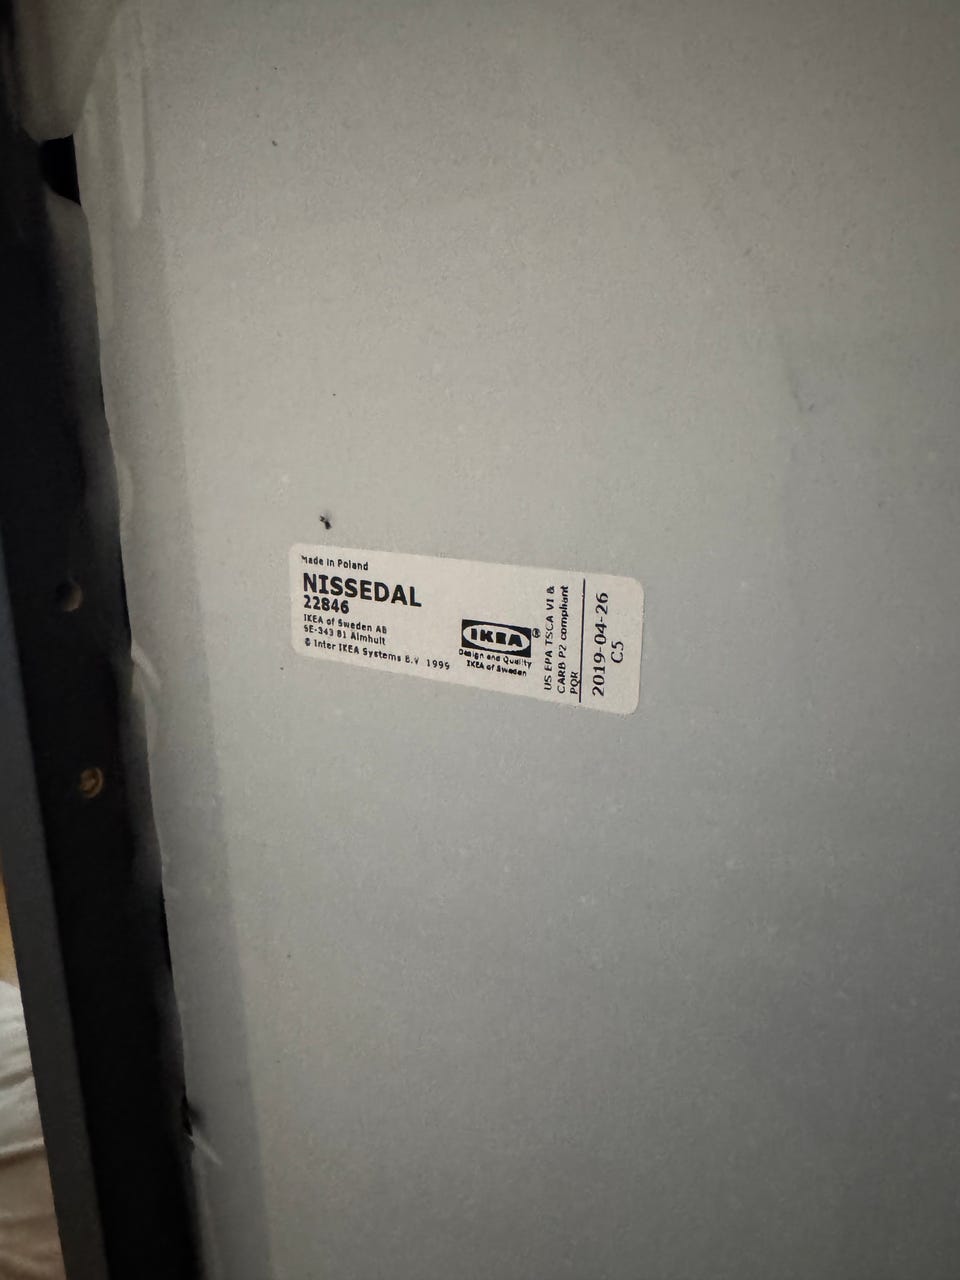 Made in Poland
NISSEDAL
22846
IKEA of Sweden AB
SE-343 81 Älmhult
© Inter IKEA Systems B.V. 1999
IKEA®
Design and Quality
IKEA of Sweden
US EPA TSCA VI &
CARB P2 compliant
PQR
2019-04-26
C5